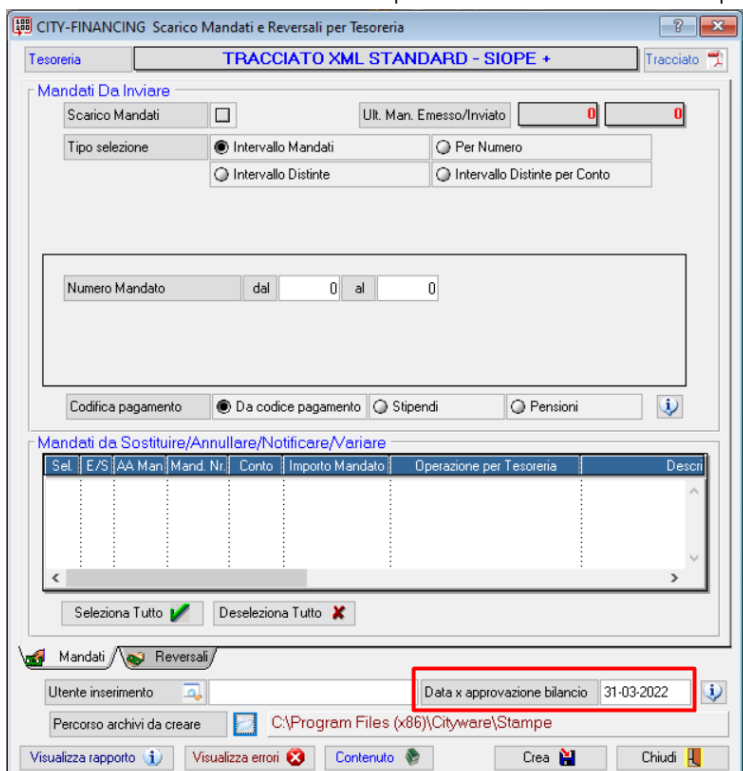 CITY-FINANCING Scarico Mandati e Reversali per Tesoreria
Tesoreria TRACCIATO XML STANDARD - SIOPE + Tracciato
Mandati Da Inviare
Scarico Mandati Ult. Man. Emesso/Inviato 0 0
Tipo selezione Intervallo Mandati Per Numero
Intervallo Distinte Intervallo Distinte per Conto
Numero Mandato dal 0 al 0
Codifica pagamento Da codice pagamento Stipendi Pensioni
Mandati da Sostituire/Annullare/Notificare/Variare
Sel. E/S AA Man Mand. Nr. Conto Importo Mandato Operazione per Tesoreria Descri
Seleziona Tutto Deseleziona Tutto
Mandati Reversali
Utente inserimento Data x approvazione bilancio 31-03-2022
Percorso archivi da creare C:\Program Files (x86)\Cityware\Stampe
Visualizza rapporto Visualizza errori Contenuto Crea Chiudi